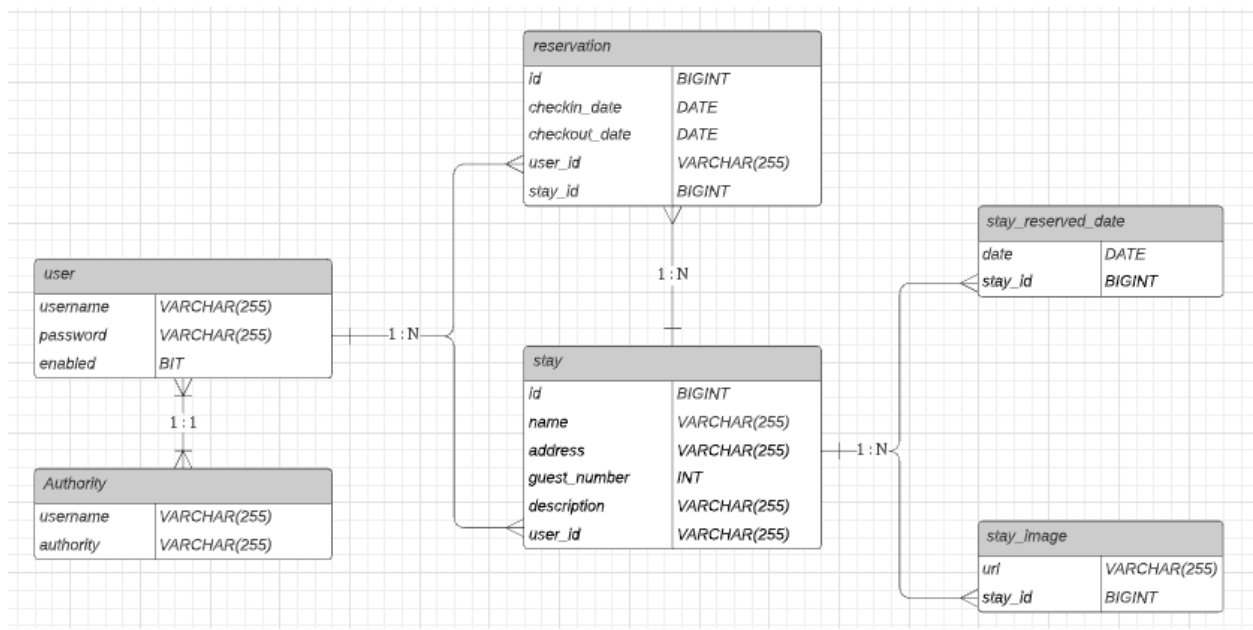 reservation
id BIGINT
checkin_date DATE
checkout_date DATE
user_id VARCHAR(255)
stay_id BIGINT
1 : N
user
username VARCHAR(255)
password VARCHAR(255)
enabled BIT
1 : N
1 : 1
Authority
username VARCHAR(255)
authority VARCHAR(255)
stay
id BIGINT
name VARCHAR(255)
address VARCHAR(255)
guest_number INT
description VARCHAR(255)
user_id VARCHAR(255)
1 : N
stay_reserved_date
date DATE
stay_id BIGINT
stay_image
url VARCHAR(255)
stay_id BIGINT